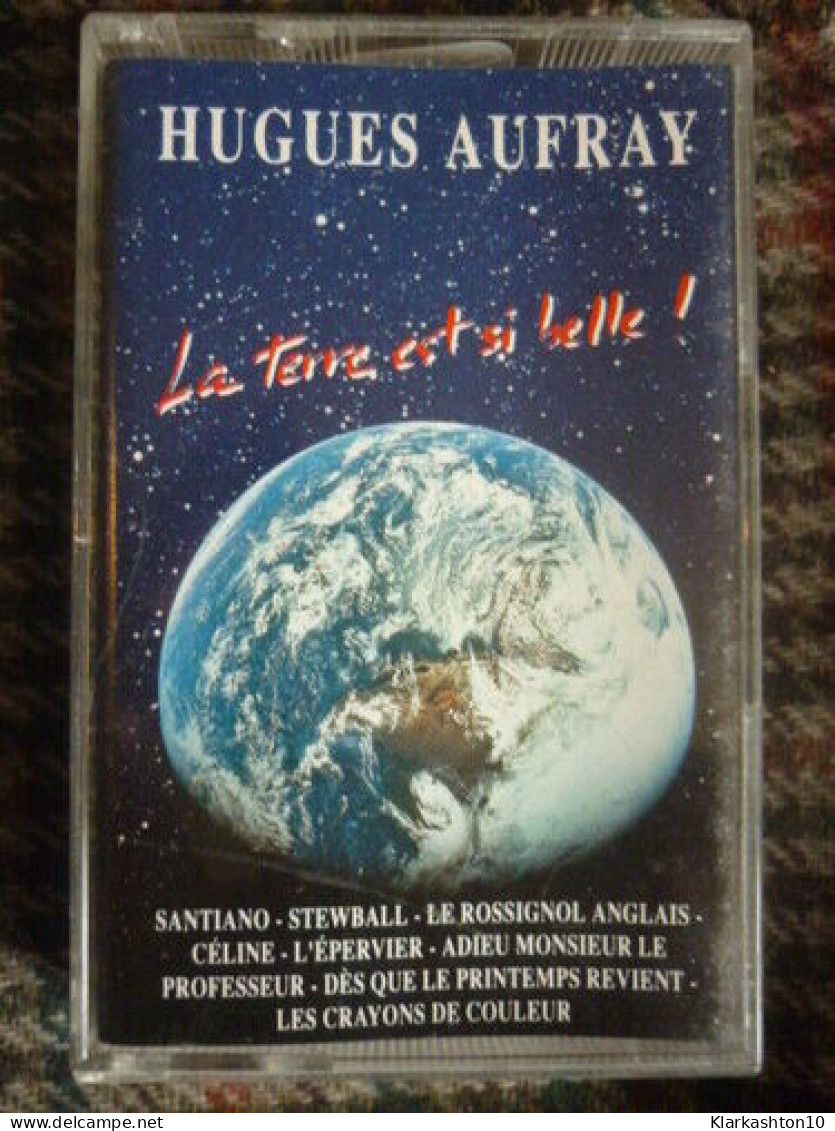 HUGUES AUFRAY
La terre est si belle !
SANTIANO - STEWBALL - LE ROSSIGNOL ANGLAIS -
CÉLINE - L'ÉPERVIER - ADIEU MONSIEUR LE
PROFESSEUR - DÈS QUE LE PRINTEMPS REVIENT -
LES CRAYONS DE COULEUR
delcampe.net
Klarkashton10